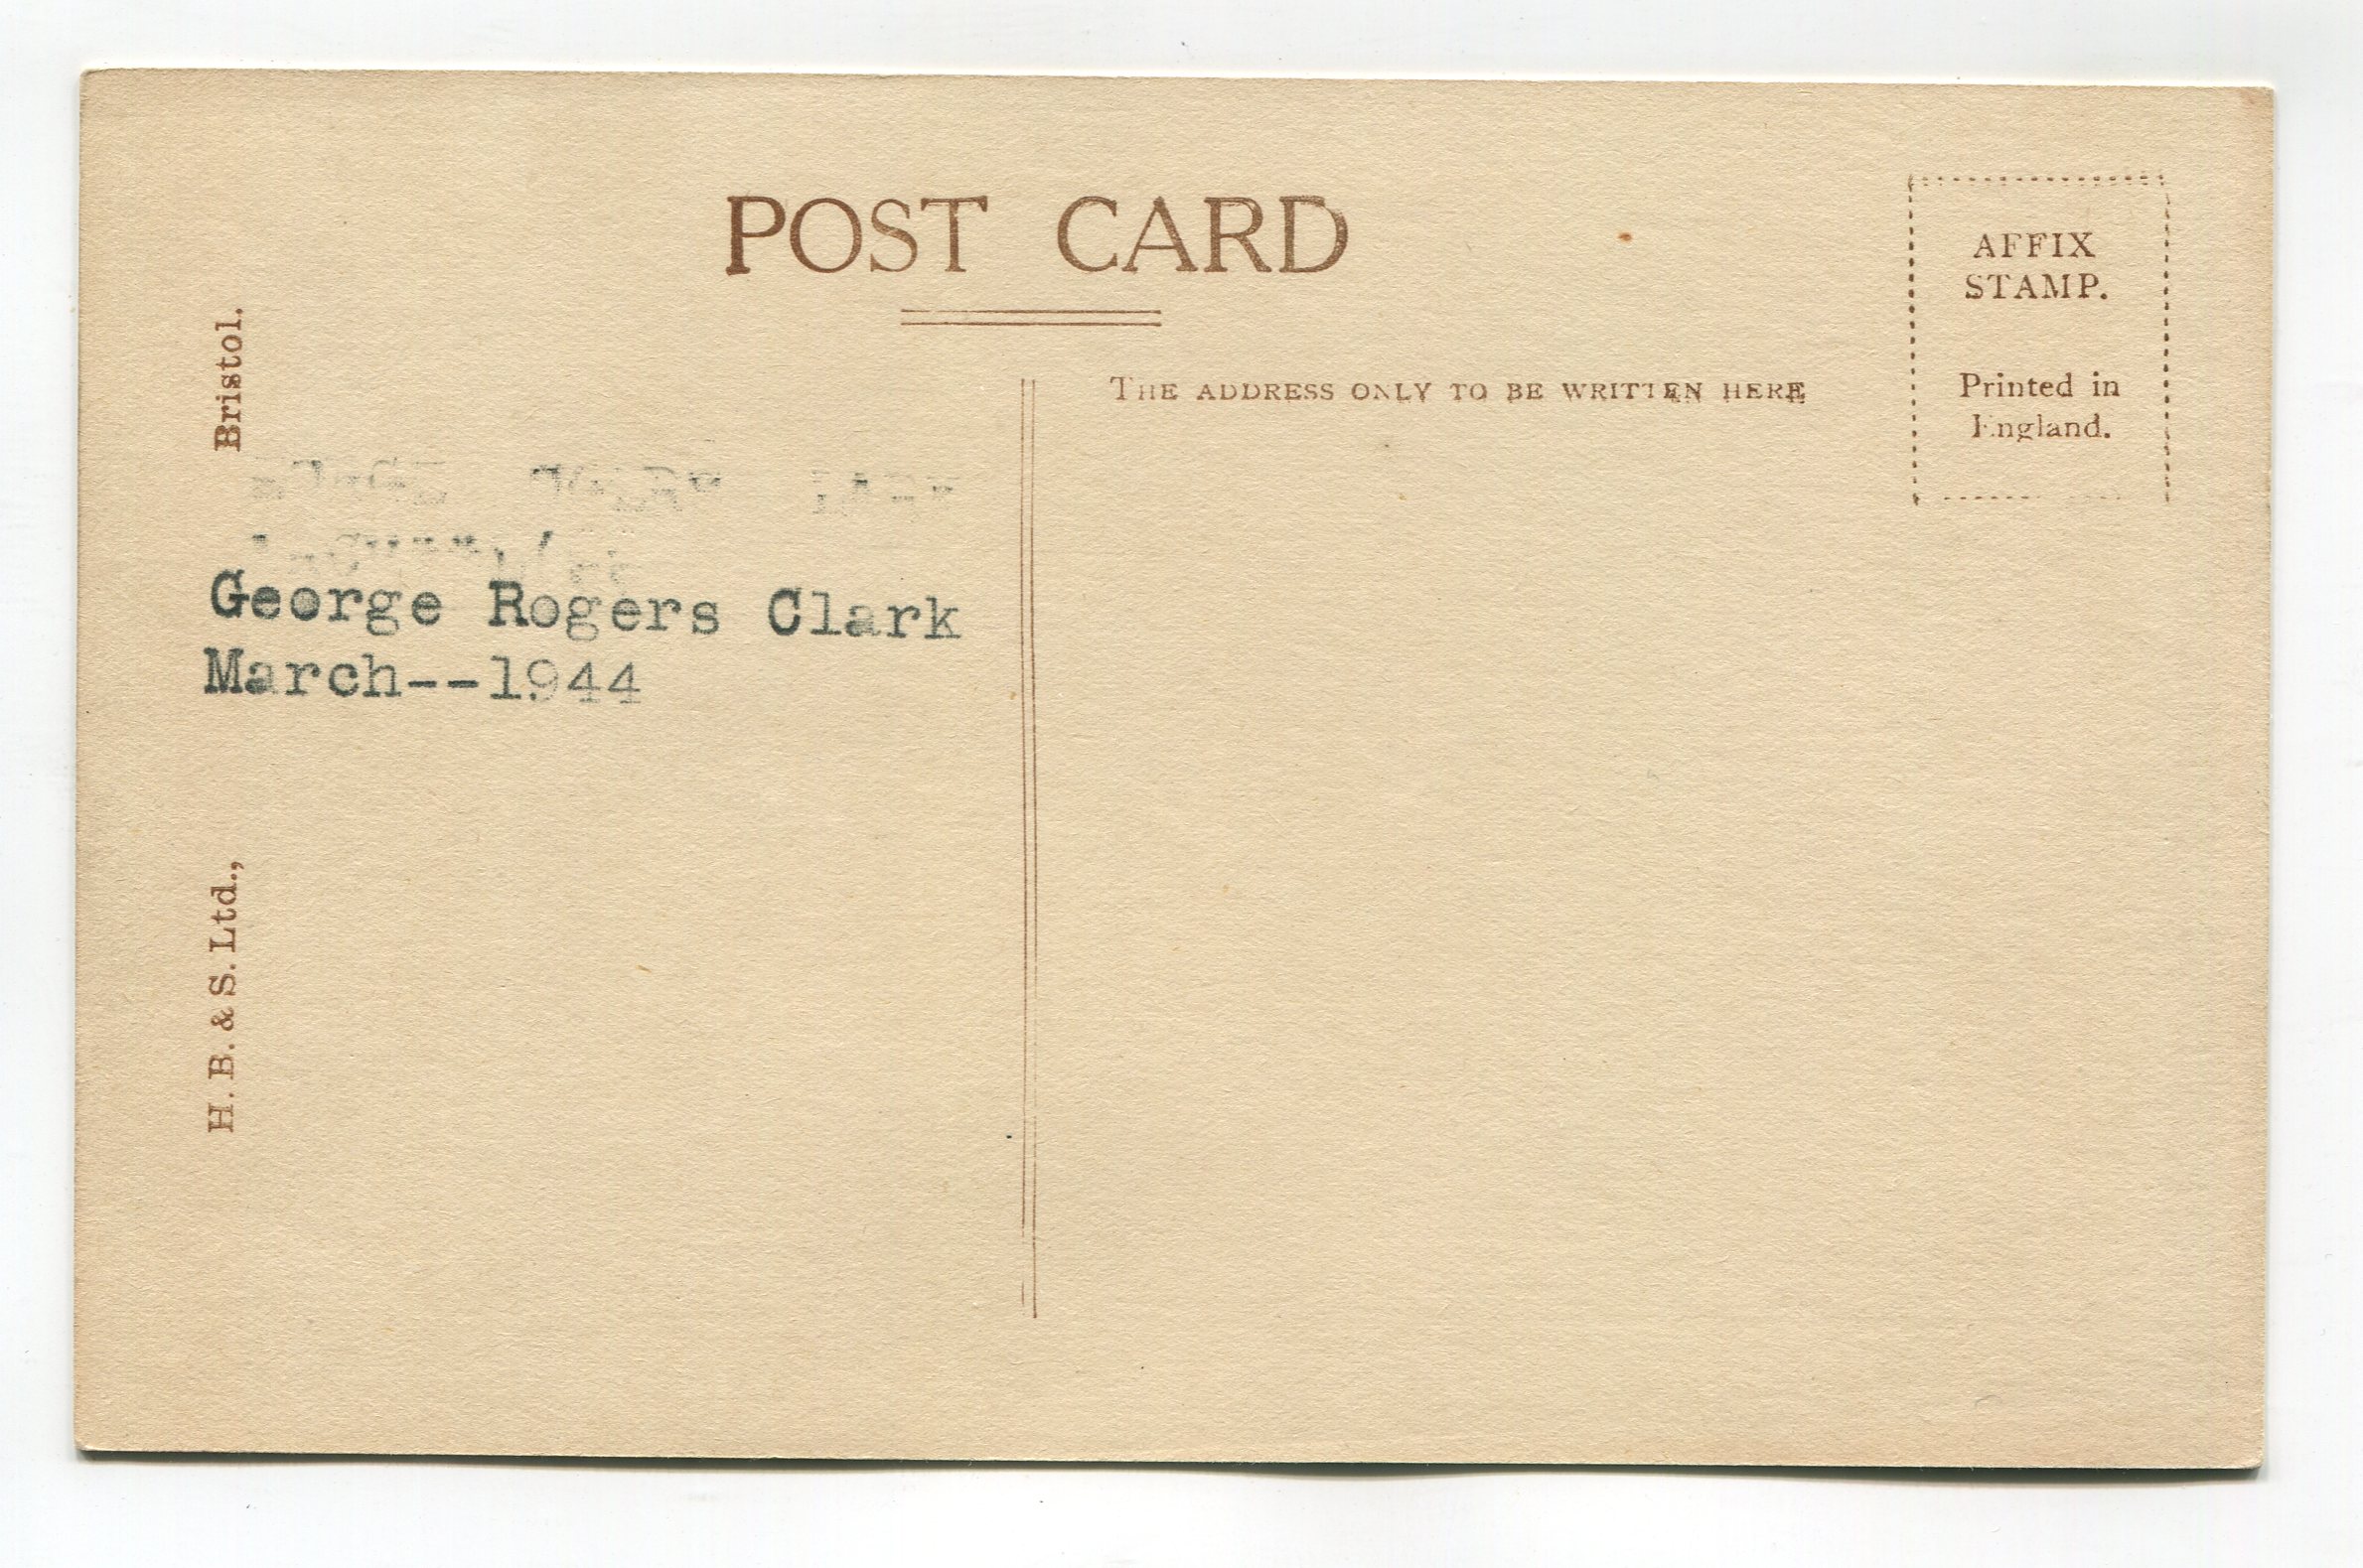 POST CARD
AFFIX
STAMP.
Printed in
England.
THE ADDRESS ONLY TO BE WRITTEN HERE
George Rogers Clark
March--1944
H. B. & S. Ltd., Bristol.